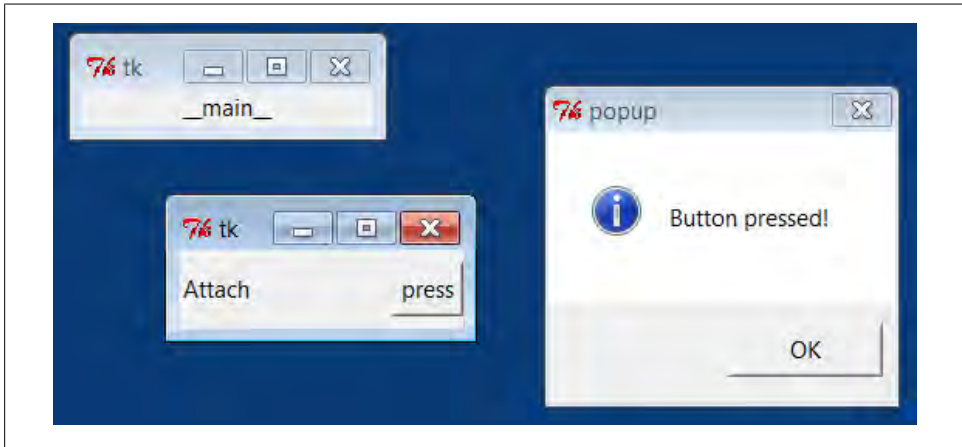 tk
__main__
popup
Button pressed!
OK
tk
Attach press